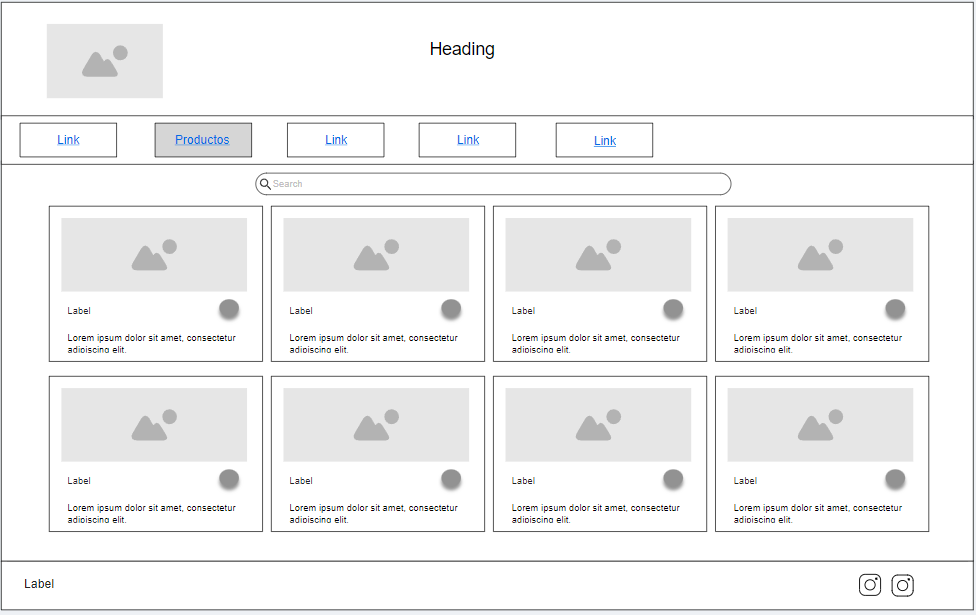 Heading
Link
Productos
Link
Link
Link
Search
Label
Lorem ipsum dolor sit amet, consectetur
adipiscing elit.
Label
Lorem ipsum dolor sit amet, consectetur
adipiscing elit.
Label
Lorem ipsum dolor sit amet, consectetur
adipiscing elit.
Label
Lorem ipsum dolor sit amet, consectetur
adipiscing elit.
Label
Lorem ipsum dolor sit amet, consectetur
adipiscing elit.
Label
Lorem ipsum dolor sit amet, consectetur
adipiscing elit.
Label
Lorem ipsum dolor sit amet, consectetur
adipiscing elit.
Label
Lorem ipsum dolor sit amet, consectetur
adipiscing elit.
Label